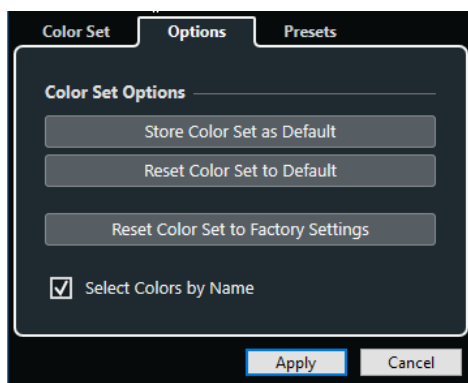 Color Set Options Presets
Color Set Options
Store Color Set as Default
Reset Color Set to Default
Reset Color Set to Factory Settings
Select Colors by Name
Apply Cancel